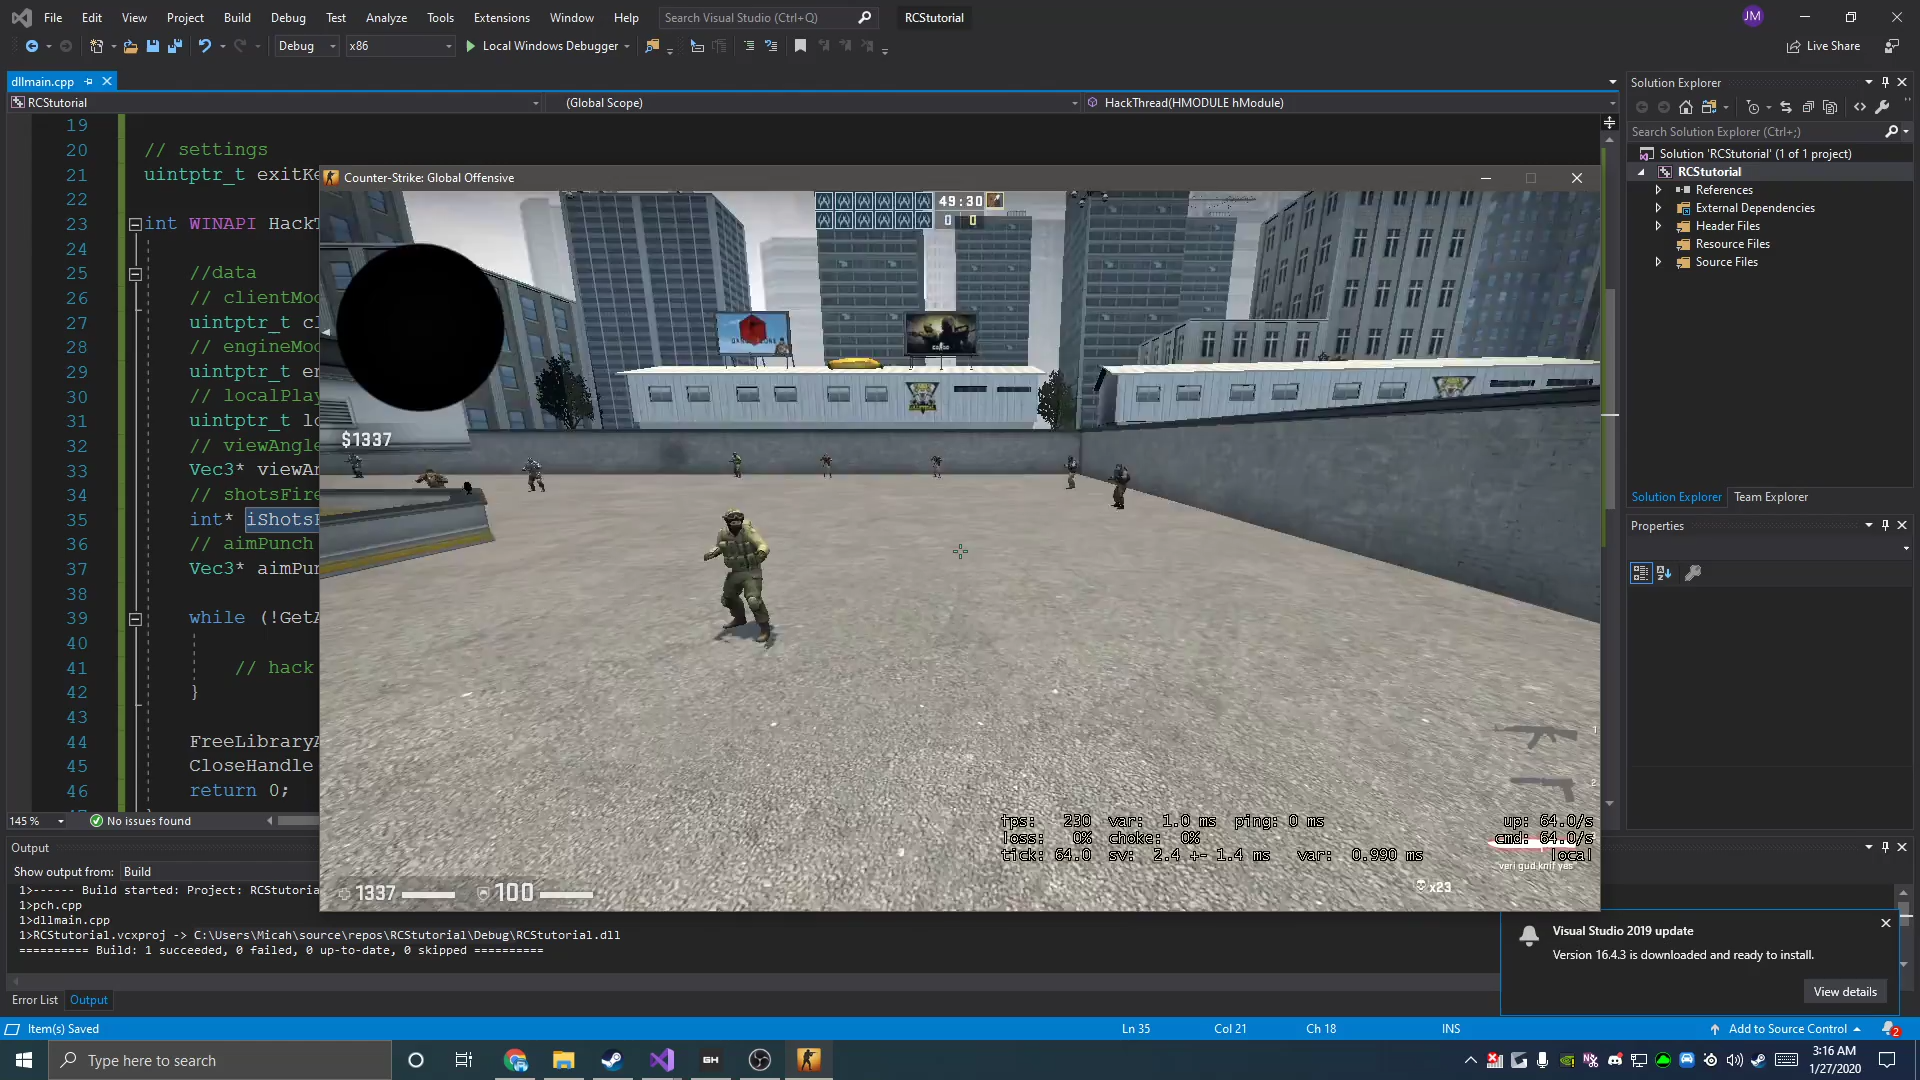 File Edit View Project Build Debug Test Analyze Tools Extensions Window Help Search Visual Studio (Ctrl+Q) RCStutorial JM
Debug x86 Local Windows Debugger Live Share
dllmain.cpp
RCStutorial (Global Scope) HackThread(HMODULE hModule)
19
20 // settings
21 uintptr_t exitKe
22
23 int WINAPI HackT
24
25 //data
26 // clientMod
27 uintptr_t cl
28 // engineMod
29 uintptr_t en
30 // localPlay
31 uintptr_t lo
32 // viewAngle
33 Vec3* viewAn
34 // shotsFire
35 int* iShotsF
36 // aimPunch
37 Vec3* aimPun
38
39 while (!GetA
40
41 // hack
42 }
43
44 FreeLibraryA
45 CloseHandle
46 return 0;
145 % No issues found
Counter-Strike: Global Offensive
49:30
0 0
$1337
fps: 230 var: 1.0 ms ping: 0 ms up: 64.0/s
loss: 0% choke: 0% cmd: 64.0/s
tick: 64.0 sv: 2.4 +- 1.4 ms var: 0.990 ms local
1
2
veri gud knif yes
x23
1337 100
Solution Explorer
Search Solution Explorer (Ctrl+;)
Solution 'RCStutorial' (1 of 1 project)
RCStutorial
References
External Dependencies
Header Files
Resource Files
Source Files
Solution Explorer Team Explorer
Properties
Output
Show output from: Build
1>------ Build started: Project: RCStutoria
1>pch.cpp
1>dllmain.cpp
1>RCStutorial.vcxproj -> C:\Users\Micah\source\repos\RCStutorial\Debug\RCStutorial.dll
========== Build: 1 succeeded, 0 failed, 0 up-to-date, 0 skipped ==========
Error List Output
Visual Studio 2019 update
Version 16.4.3 is downloaded and ready to install.
View details
Item(s) Saved Ln 35 Col 21 Ch 18 INS Add to Source Control 2
Type here to search GH 3:16 AM
1/27/2020